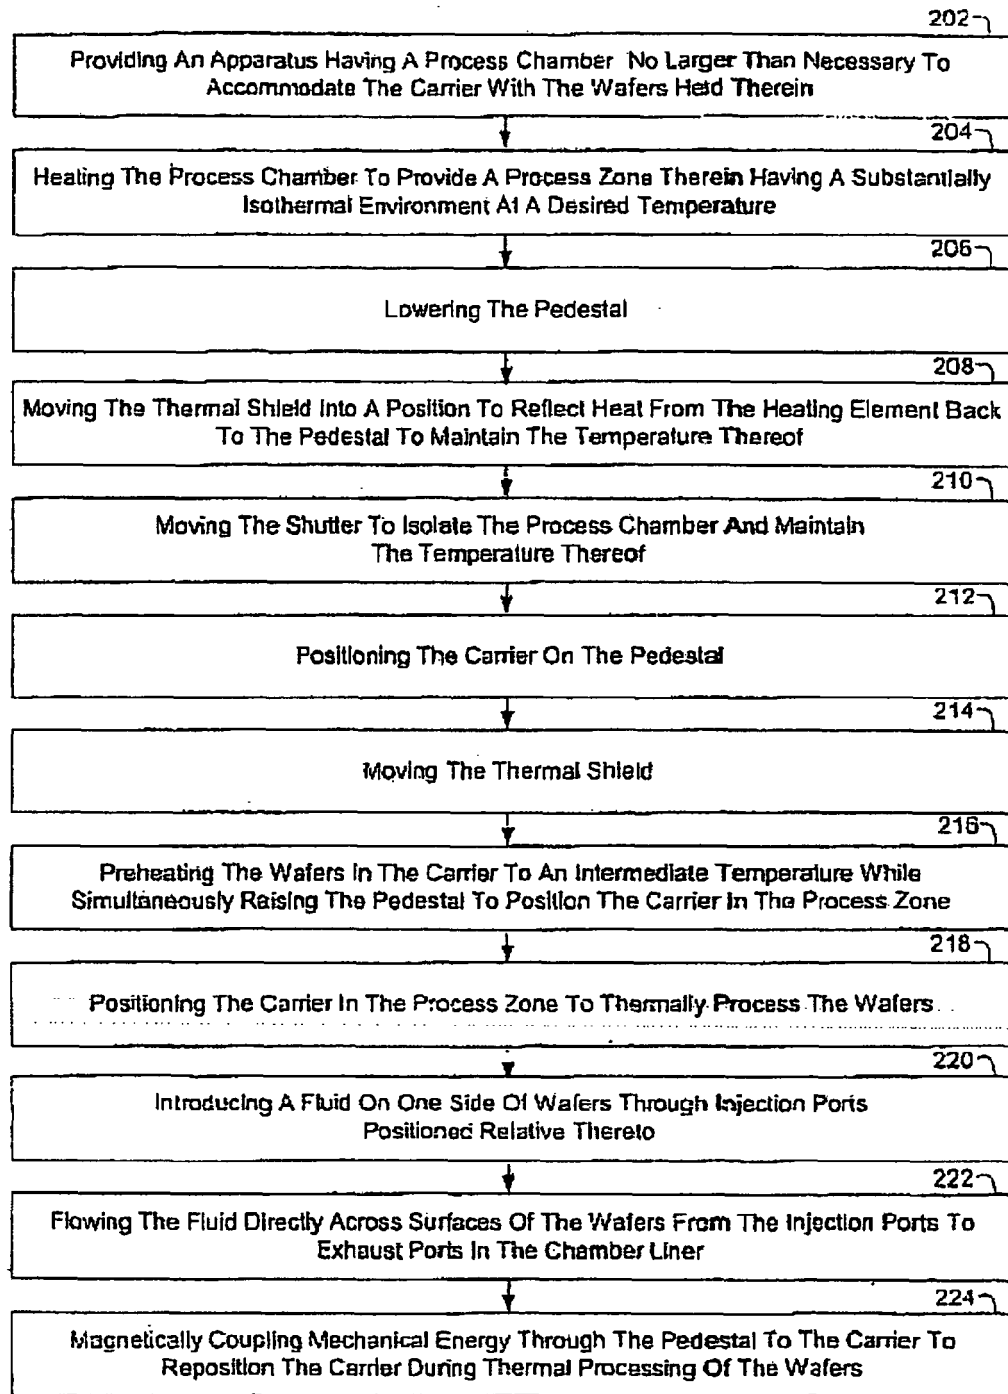 202
Providing An Apparatus Having A Process Chamber No Larger Than Necessary To
Accommodate The Carrier With The Wafers Held Therein
204
Heating The Process Chamber To Provide A Process Zone Therein Having A Substantially
Isothermal Environment At A Desired Temperature
206
Lowering The Pedestal
208
Moving The Thermal Shield Into A Position To Reflect Heat From The Heating Element Back
To The Pedestal To Maintain The Temperature Thereof
210
Moving The Shutter To Isolate The Process Chamber And Maintain
The Temperature Thereof
212
Positioning The Carrier On The Pedestal
214
Moving The Thermal Shield
216
Preheating The Wafers In The Carrier To An Intermediate Temperature While
Simultaneously Raising The Pedestal To Position The Carrier In The Process Zone
218
Positioning The Carrier In The Process Zone To Thermally Process The Wafers
220
Introducing A Fluid On One Side Of Wafers Through Injection Ports
Positioned Relative Thereto
222
Flowing The Fluid Directly Across Surfaces Of The Wafers From The Injection Ports To
Exhaust Ports In The Chamber Liner
224
Magnetically Coupling Mechanical Energy Through The Pedestal To The Carrier To
Reposition The Carrier During Thermal Processing Of The Wafers